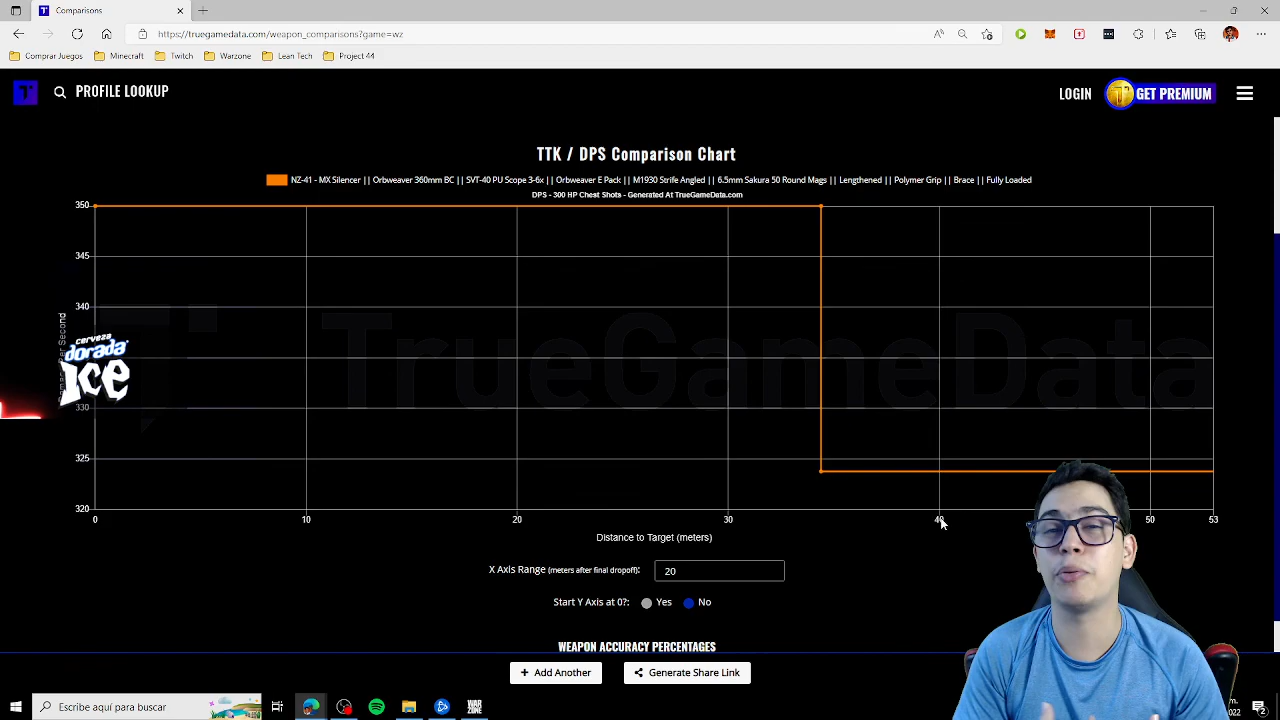 Comparisons
https://truegamedata.com/weapon_comparisons?game=wz
Comprar Juegos
Minecraft
Twitch
Warzone
Lean Tech
Project 44
PROFILE LOOKUP
LOGIN
GET PREMIUM
TTK / DPS Comparison Chart
NZ-41 - MX Silencer || Orbweaver 360mm BC || SVT-40 PU Scope 3-6x || Orbweaver E Pack || M1930 Strife Angled || 6.5mm Sakura 50 Round Mags || Lengthened || Polymer Grip || Brace || Fully Loaded
DPS - 300 HP Chest Shots - Generated At TrueGameData.com
350
345
340
330
325
320
TrueGameData
cerveza
dorada
ICE
0 10 20 30 40 50 53
Distance to Target (meters)
X Axis Range (meters after final dropoff): 20
Start Y Axis at 0?: Yes No
WEAPON ACCURACY PERCENTAGES
+ Add Another
Generate Share Link
Escribe aquí para buscar